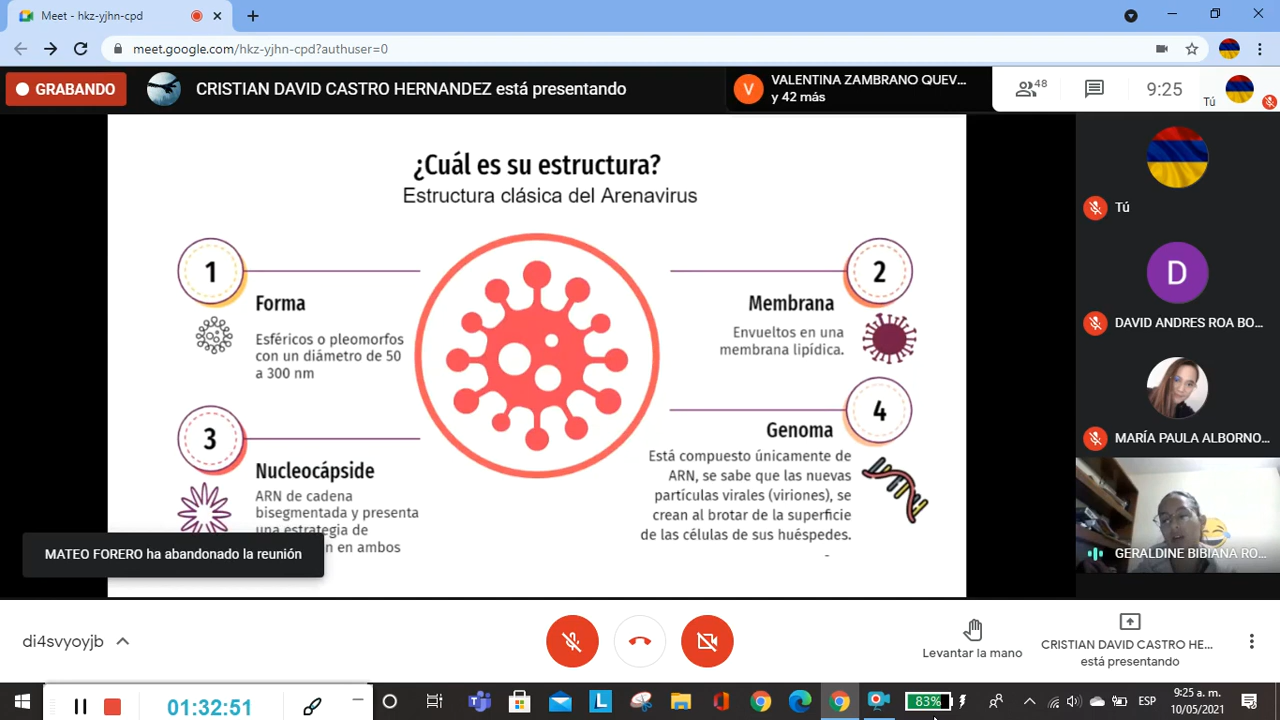 Meet - hkz-yjhn-cpd
meet.google.com/hkz-yjhn-cpd?authuser=0
GRABANDO
CRISTIAN DAVID CASTRO HERNANDEZ está presentando
V
VALENTINA ZAMBRANO QUEV...
y 42 más
48
9:25
Tú
¿Cuál es su estructura?
Estructura clásica del Arenavirus
1
Forma
Esféricos o pleomorfos
con un diámetro de 50
a 300 nm
2
Membrana
Envueltos en una
membrana lipídica.
3
Nucleocápside
ARN de cadena
bisegmentada y presenta
una estrategia de
n en ambos
4
Genoma
Está compuesto únicamente de
ARN, se sabe que las nuevas
partículas virales (viriones), se
crean al brotar de la superficie
de las células de sus huéspedes.
Tú
D
DAVID ANDRES ROA BO...
MARÍA PAULA ALBORNO...
GERALDINE BIBIANA RO...
MATEO FORERO ha abandonado la reunión
di4svyoyjb
Levantar la mano
CRISTIAN DAVID CASTRO HE...
está presentando
01:32:51
L
83%
ESP
9:25 a. m.
10/05/2021